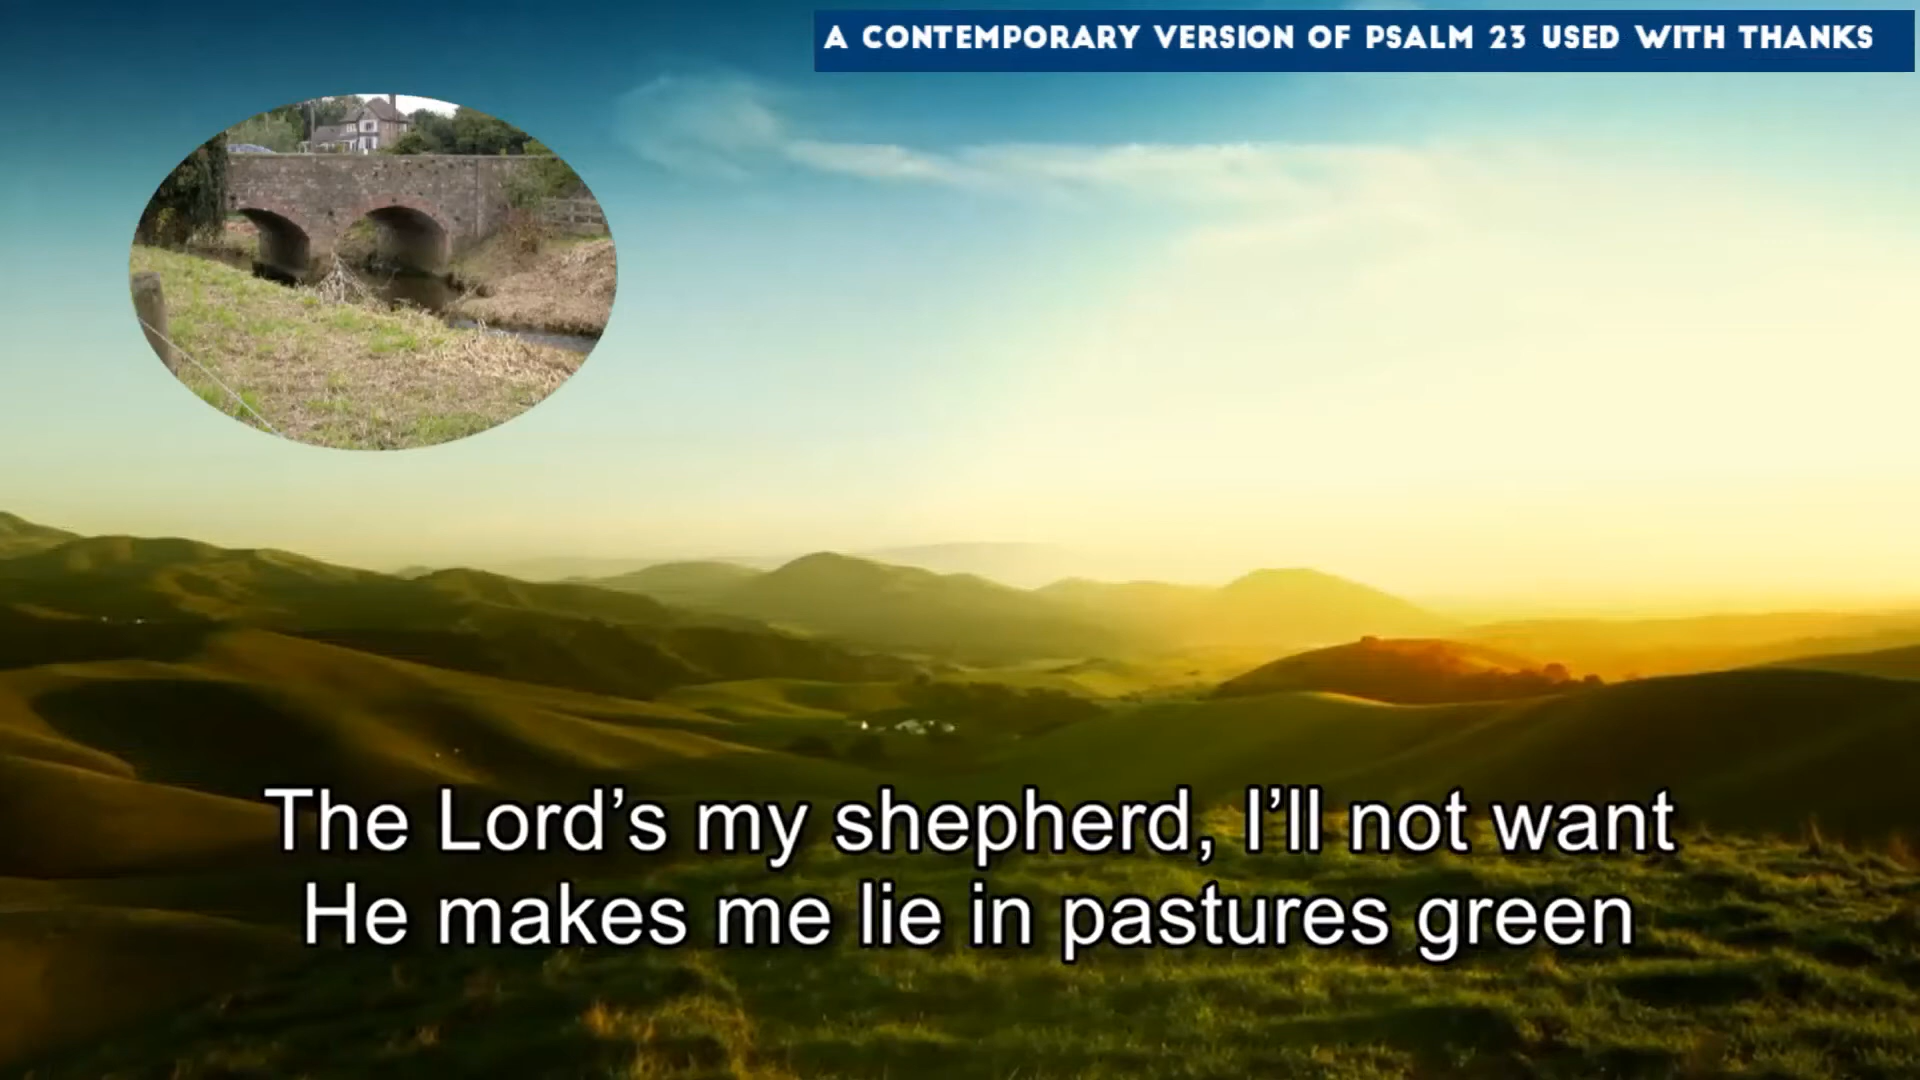 A CONTEMPORARY VERSION OF PSALM 23 USED WITH THANKS
The Lord’s my shepherd, I’ll not want
He makes me lie in pastures green